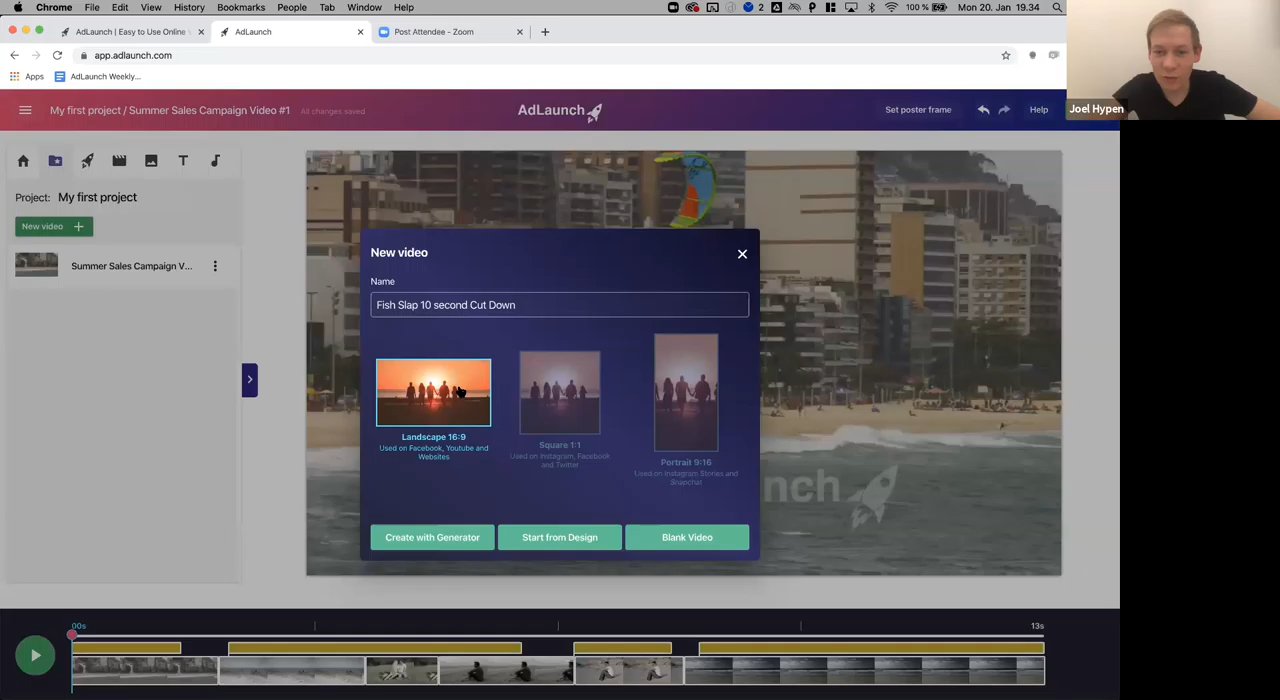 Chrome File Edit View History Bookmarks People Tab Window Help
2
100 % Mon 20. Jan 19.34
AdLaunch | Easy to Use Online
AdLaunch
Post Attendee - Zoom
app.adlaunch.com
Apps
AdLaunch Weekly...
Joel Hypen
My first project / Summer Sales Campaign Video #1
All changes saved
AdLaunch
Set poster frame
Help
Project: My first project
New video +
Summer Sales Campaign V...
New video
Name
Fish Slap 10 second Cut Down
Landscape 16:9
Used on Facebook, Youtube and
Websites
Square 1:1
Used on Instagram, Facebook
and Twitter
Portrait 9:16
Used on Instagram Stories and
Snapchat
Create with Generator
Start from Design
Blank Video
nch
00s
13s